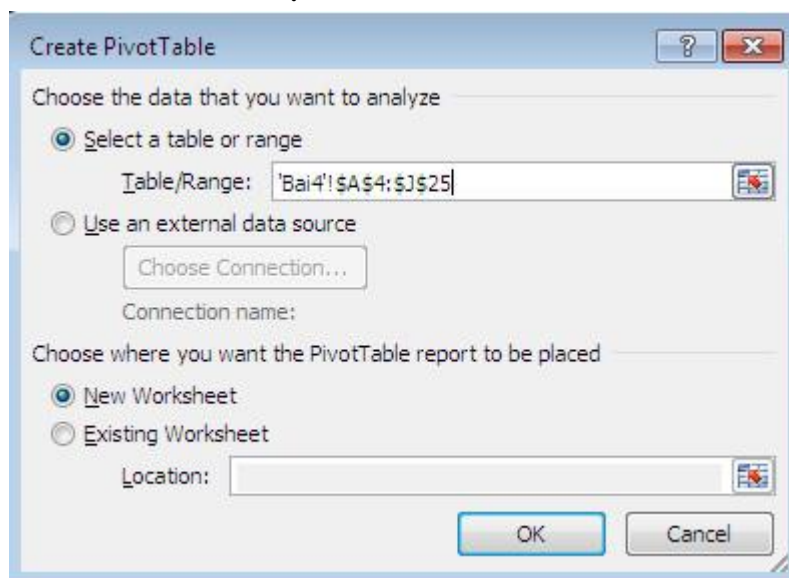 Create PivotTable
?
Choose the data that you want to analyze
Select a table or range
Table/Range: 'Bai4'!$A$4:$J$25
Use an external data source
Choose Connection...
Connection name:
Choose where you want the PivotTable report to be placed
New Worksheet
Existing Worksheet
Location:
OK Cancel